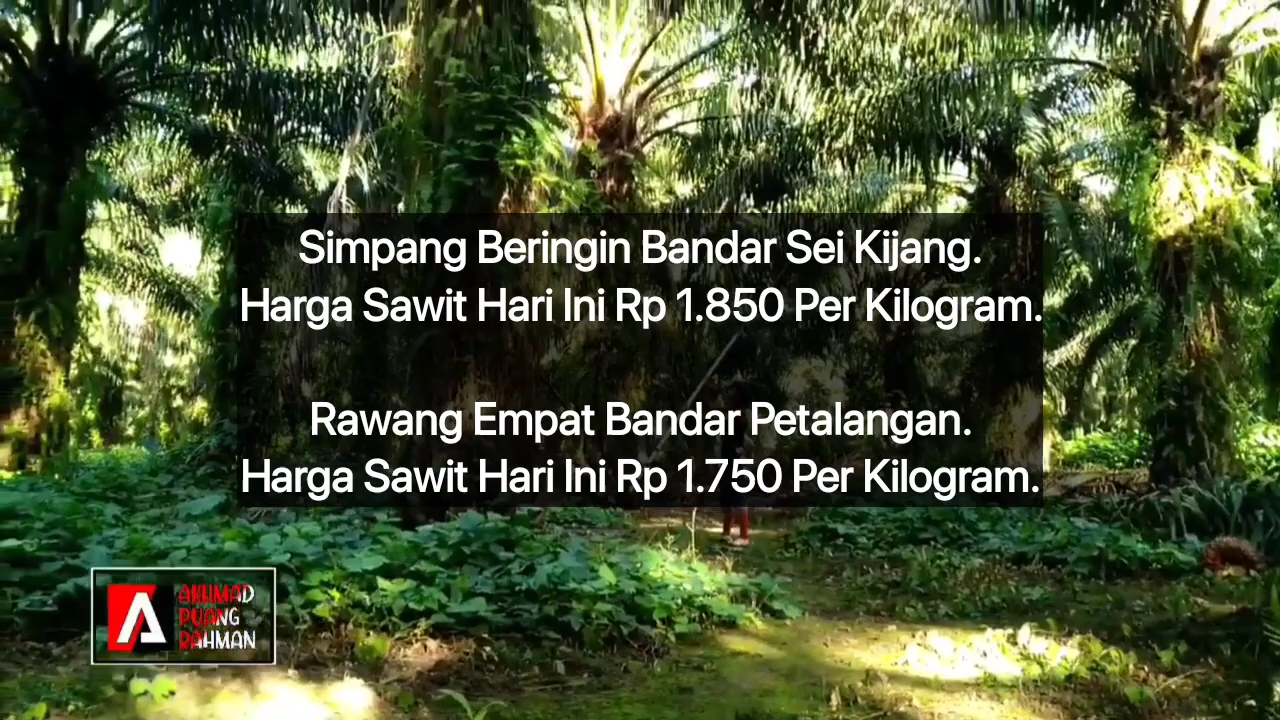 Simpang Beringin Bandar Sei Kijang.
Harga Sawit Hari Ini Rp 1.850 Per Kilogram.
Rawang Empat Bandar Petalangan.
Harga Sawit Hari Ini Rp 1.750 Per Kilogram.
A
AKHMAD
PUANG
RAHMAN